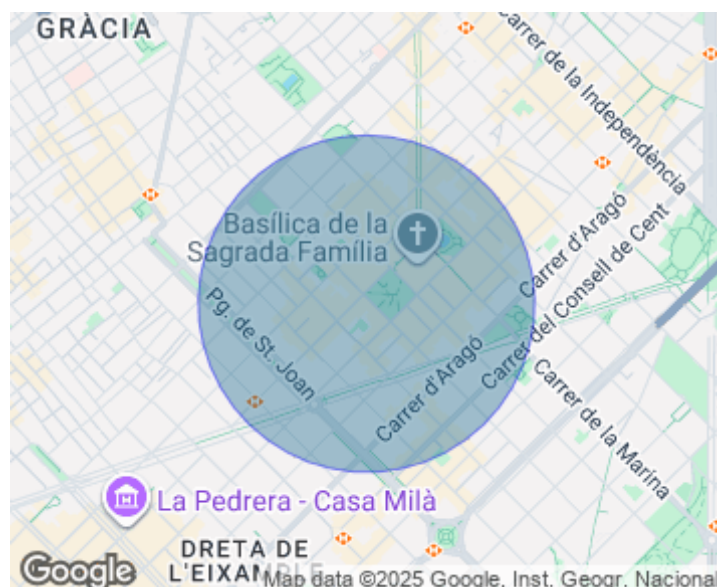 GRÀCIA
Carrer de la Independència
Basílica de la
Sagrada Família
Carrer d'Aragó
Carrer del Consell de Cent
Pg. de St. Joan
Carrer d'Aragó
Carrer de la Marina
La Pedrera - Casa Milà
DRETA DE
L'EIXAMPLE
Google
Map data ©2025 Google, Inst. Geogr. Nacional